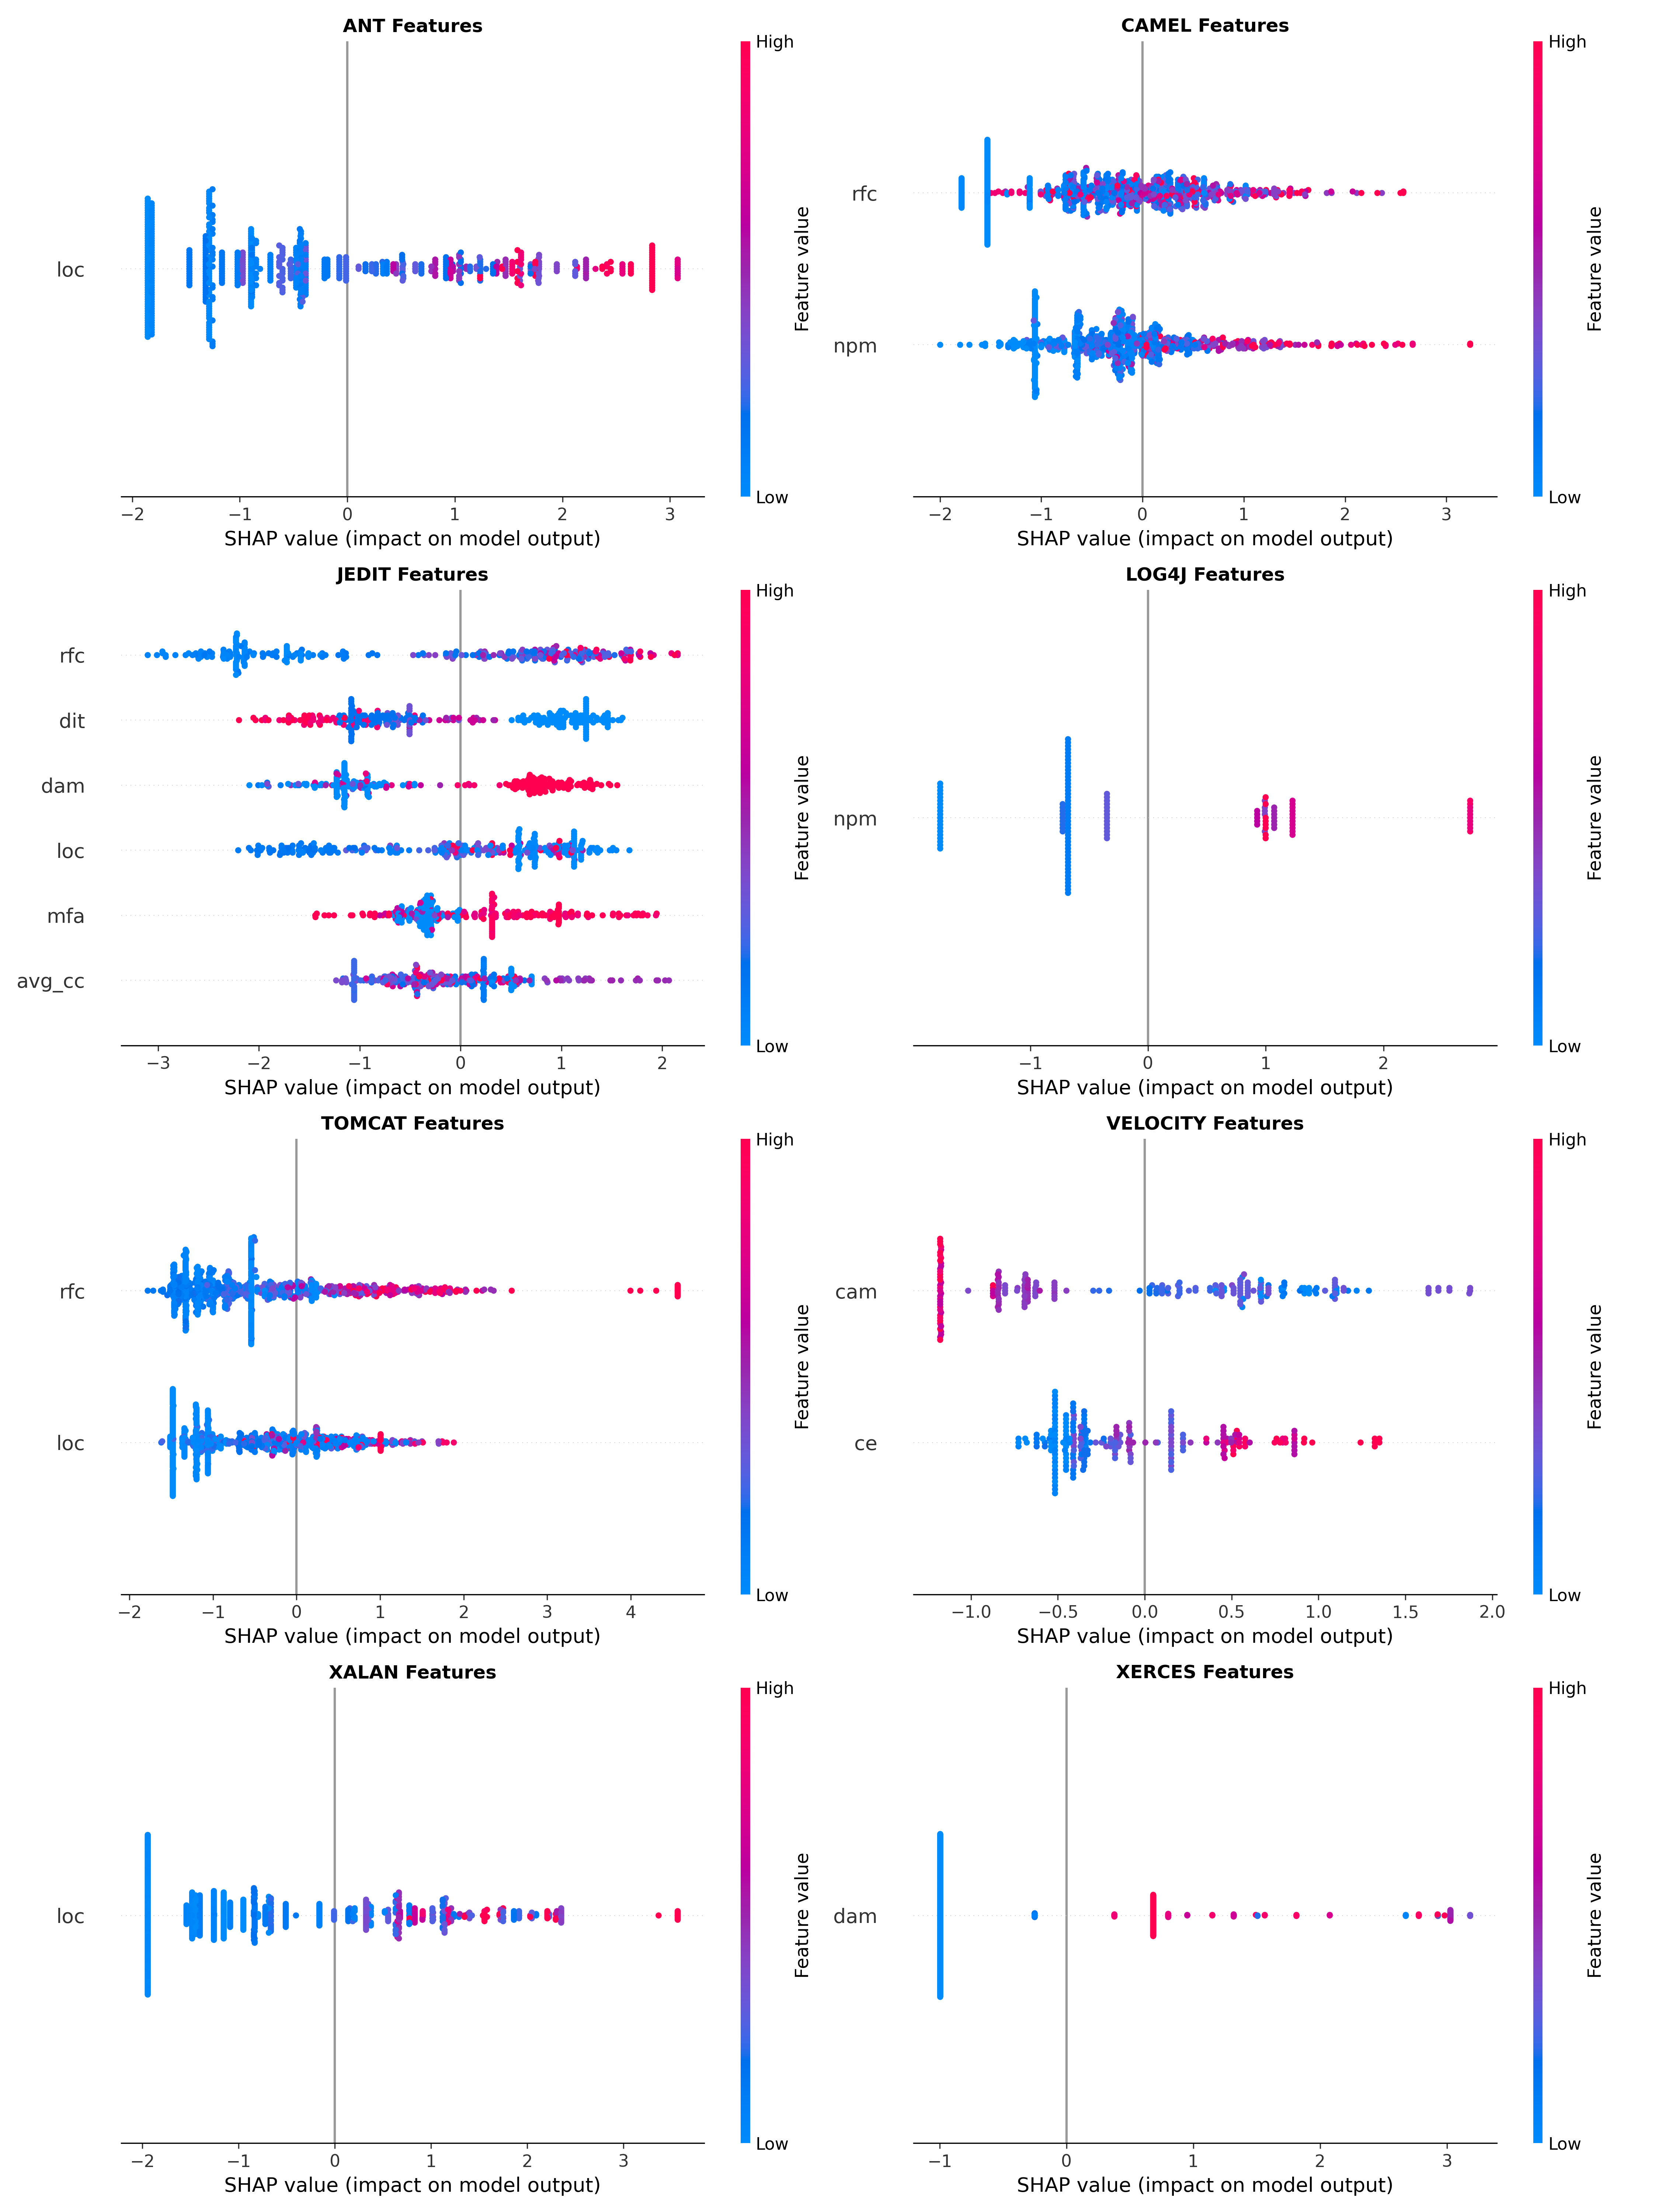 ANT Features
High
loc
Feature value
Low
−2 −1 0 1 2 3
SHAP value (impact on model output)
CAMEL Features
High
rfc
npm
Feature value
Low
−2 −1 0 1 2 3
SHAP value (impact on model output)
JEDIT Features
High
rfc
dit
dam
loc
mfa
avg_cc
Feature value
Low
−3 −2 −1 0 1 2
SHAP value (impact on model output)
LOG4J Features
High
npm
Feature value
Low
−1 0 1 2
SHAP value (impact on model output)
TOMCAT Features
High
rfc
loc
Feature value
Low
−2 −1 0 1 2 3 4
SHAP value (impact on model output)
VELOCITY Features
High
cam
ce
Feature value
Low
−1.0 −0.5 0.0 0.5 1.0 1.5 2.0
SHAP value (impact on model output)
XALAN Features
High
loc
Feature value
Low
−2 −1 0 1 2 3
SHAP value (impact on model output)
XERCES Features
High
dam
Feature value
Low
−1 0 1 2 3
SHAP value (impact on model output)